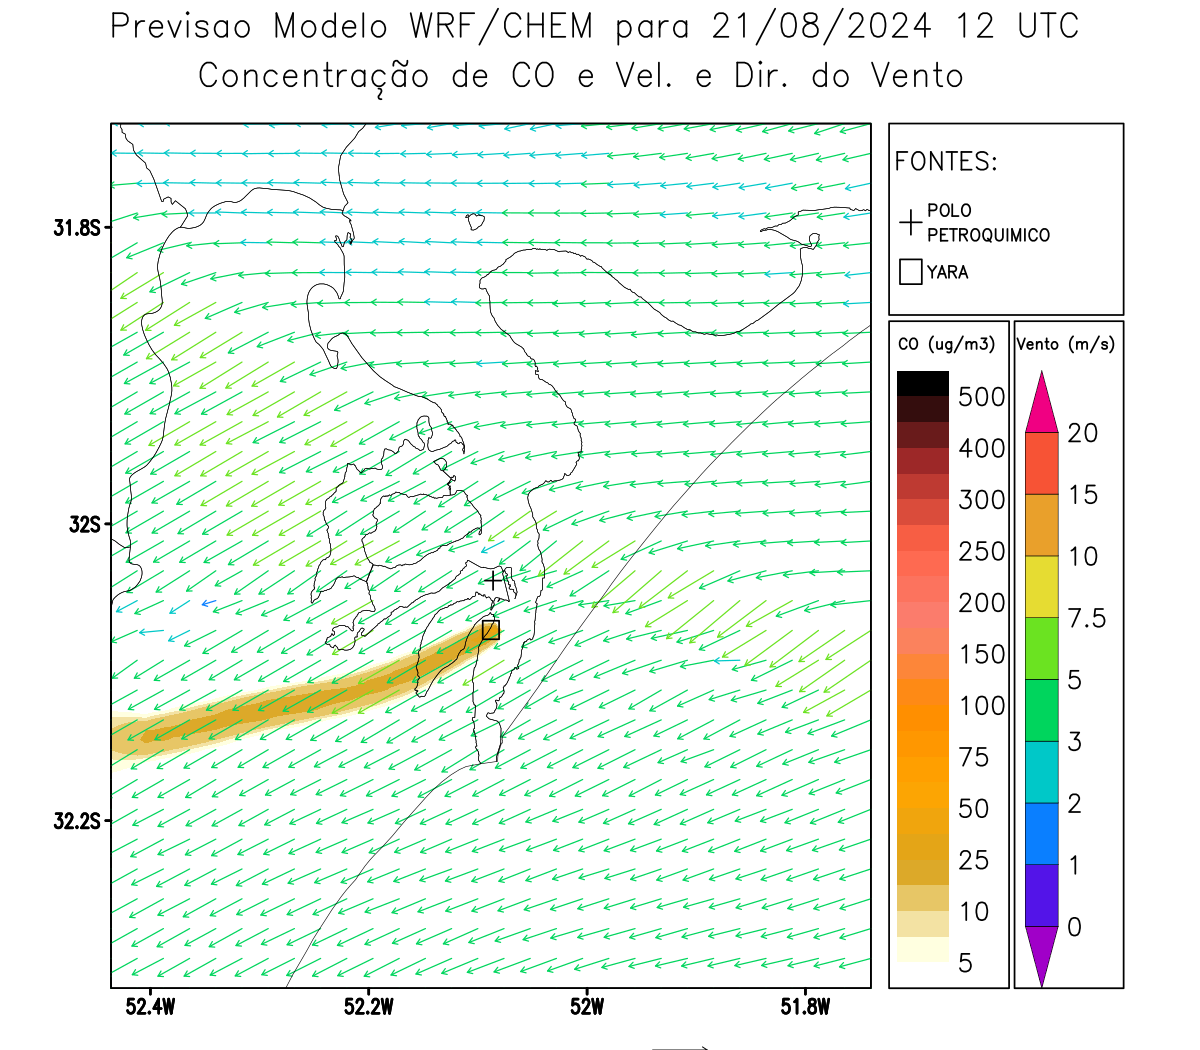 Previsao Modelo WRF/CHEM para 21/08/2024 12 UTC
Concentração de CO e Vel. e Dir. do Vento
FONTES:
POLO
PETROQUIMICO
YARA
CO (ug/m3)
500
400
300
250
200
150
100
75
50
25
10
5
Vento (m/s)
20
15
10
7.5
5
3
2
1
0
31.8S
32S
32.2S
52.4W
52.2W
52W
51.8W